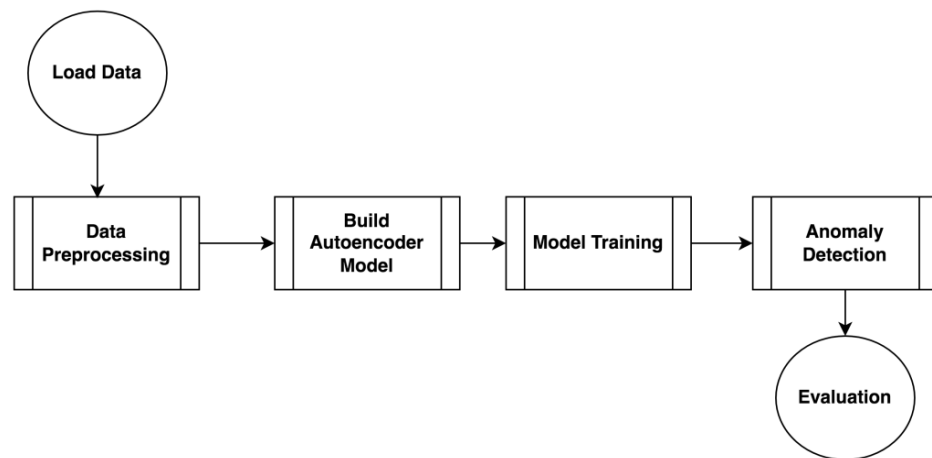 Load Data
Data
Preprocessing
Build
Autoencoder
Model
Model Training
Anomaly
Detection
Evaluation